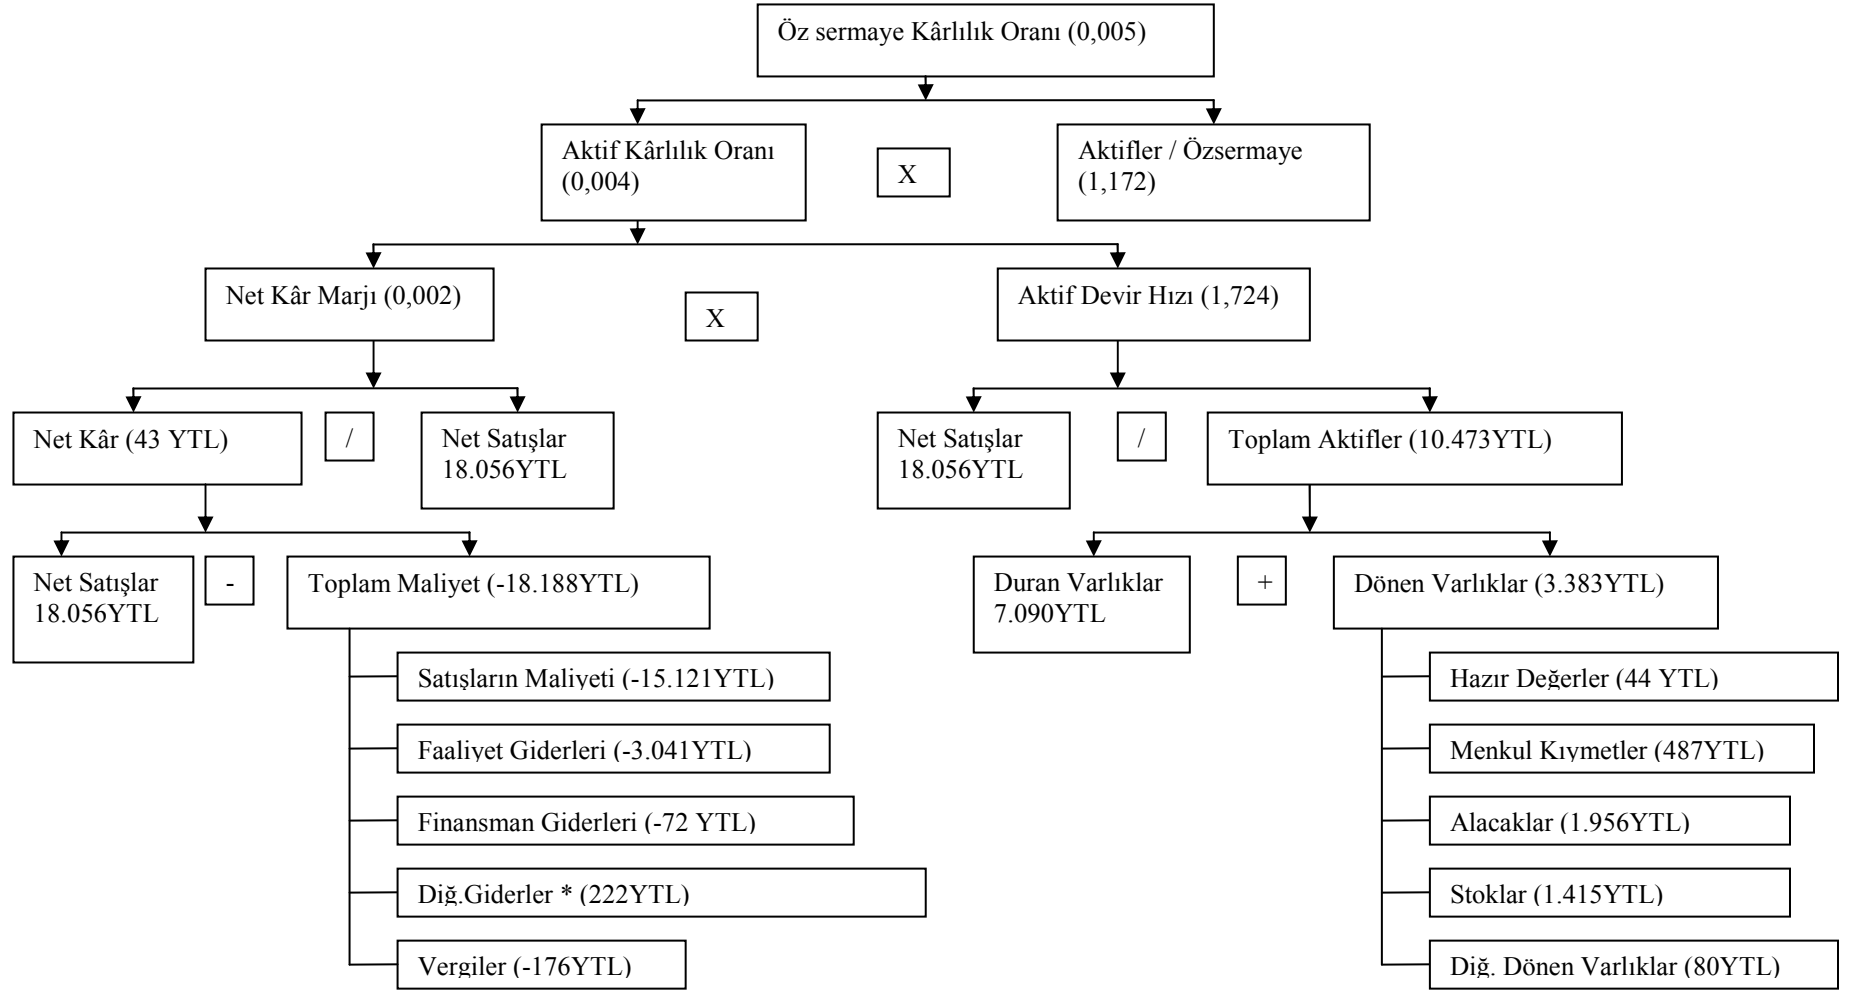 Öz sermaye Kârlılık Oranı (0,005)
Aktif Kârlılık Oranı
(0,004)
X
Aktifler / Özsermaye
(1,172)
Net Kâr Marjı (0,002)
X
Aktif Devir Hızı (1,724)
Net Kâr (43 YTL)
/
Net Satışlar
18.056YTL
Net Satışlar
18.056YTL
/
Toplam Aktifler (10.473YTL)
Net Satışlar
18.056YTL
-
Toplam Maliyet (-18.188YTL)
Duran Varlıklar
7.090YTL
+
Dönen Varlıklar (3.383YTL)
Satışların Maliyeti (-15.121YTL)
Faaliyet Giderleri (-3.041YTL)
Finansman Giderleri (-72 YTL)
Diğ.Giderler * (222YTL)
Vergiler (-176YTL)
Hazır Değerler (44 YTL)
Menkul Kıymetler (487YTL)
Alacaklar (1.956YTL)
Stoklar (1.415YTL)
Diğ. Dönen Varlıklar (80YTL)